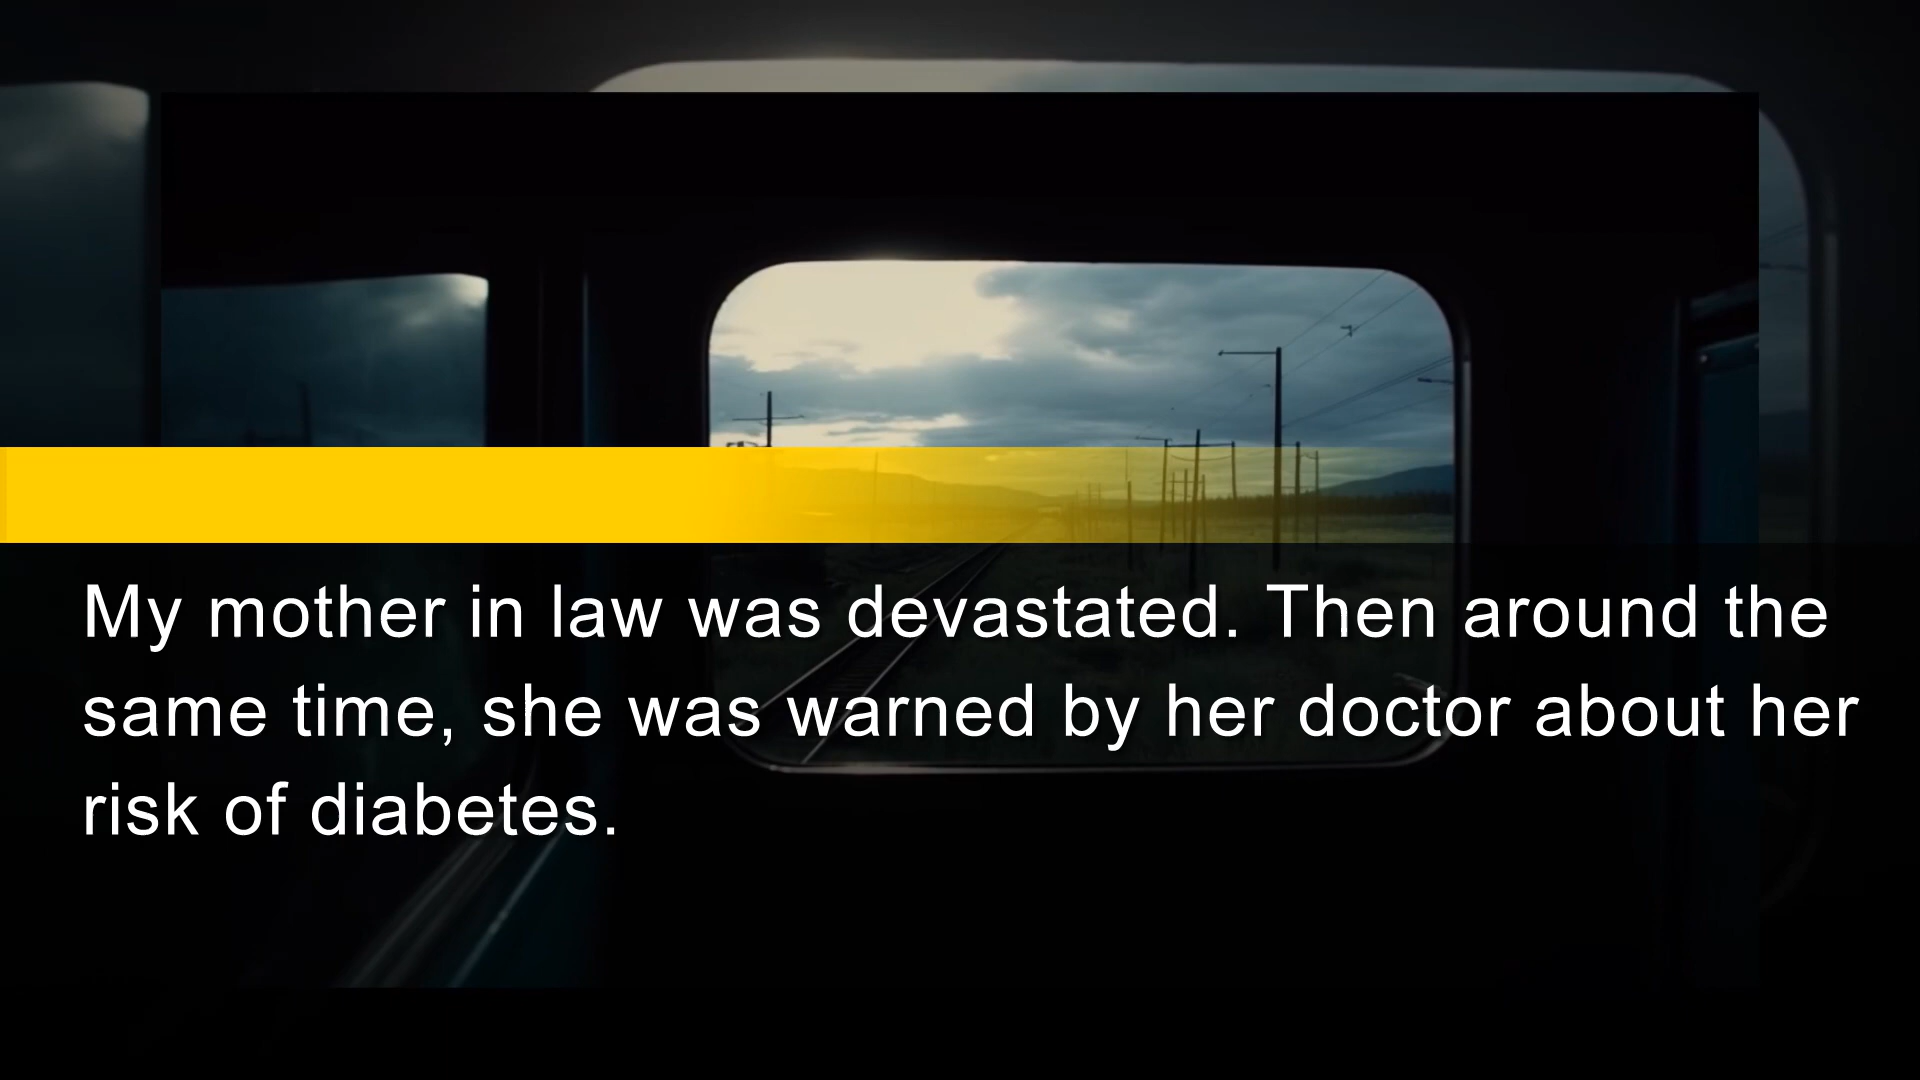 My mother in law was devastated. Then around the
same time, she was warned by her doctor about her
risk of diabetes.